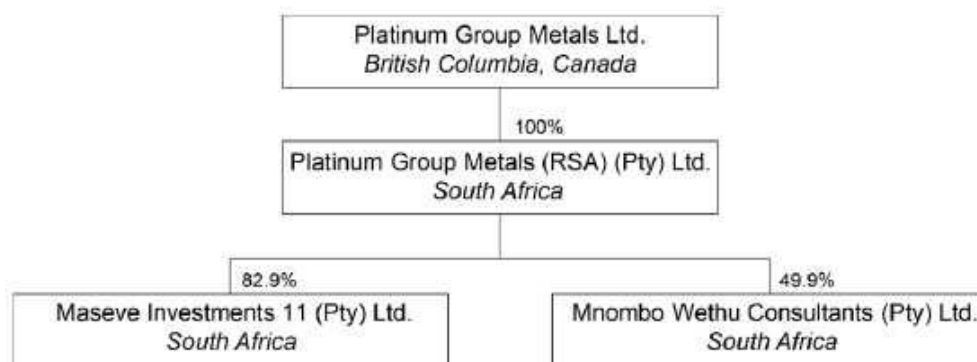 Platinum Group Metals Ltd.
British Columbia, Canada
100%
Platinum Group Metals (RSA) (Pty) Ltd.
South Africa
82.9%
49.9%
Maseve Investments 11 (Pty) Ltd.
South Africa
Mnombo Wethu Consultants (Pty) Ltd.
South Africa